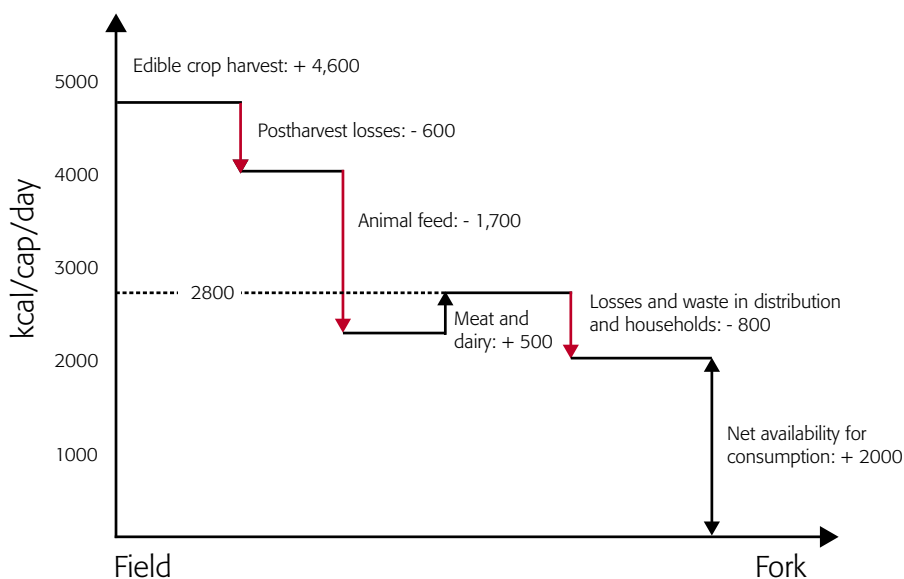 kcal/cap/day
5000
4000
3000
2000
1000
Edible crop harvest: + 4,600
Postharvest losses: - 600
Animal feed: - 1,700
2800
Meat and
dairy: + 500
Losses and waste in distribution
and households: - 800
Net availability for
consumption: + 2000
Field
Fork